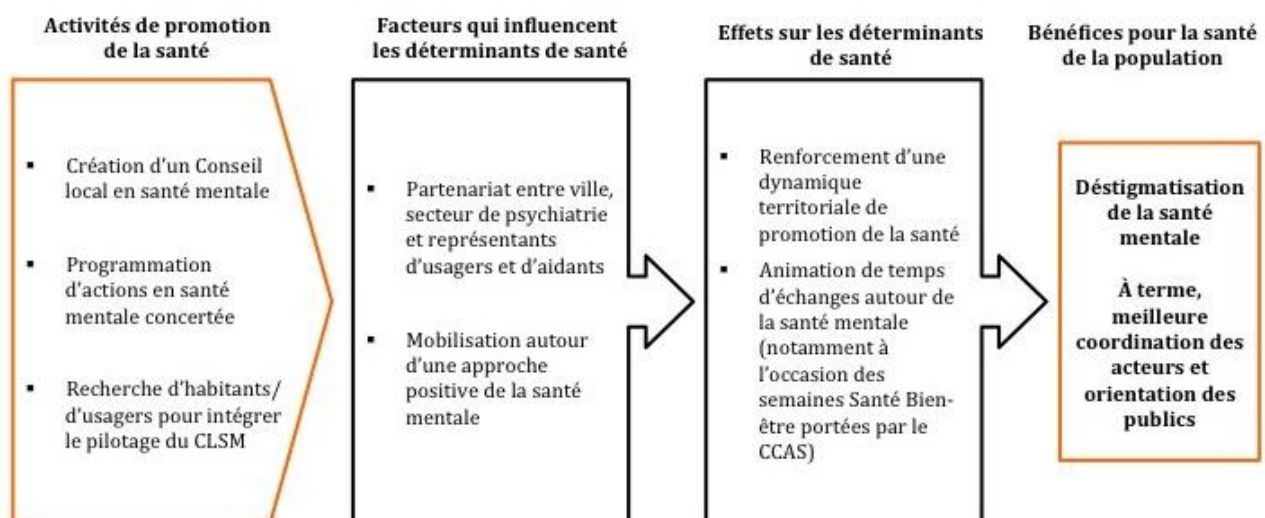 Activités de promotion
de la santé
Facteurs qui influencent
les déterminants de santé
Effets sur les déterminants
de santé
Bénéfices pour la santé
de la population
▪ Création d'un Conseil
local en santé mentale
▪ Programmation
d'actions en santé
mentale concertée
▪ Recherche d'habitants/
d'usagers pour intégrer
le pilotage du CLSM
▪ Partenariat entre ville,
secteur de psychiatrie
et représentants
d'usagers et d'aidants
▪ Mobilisation autour
d'une approche
positive de la santé
mentale
▪ Renforcement d'une
dynamique
territoriale de
promotion de la santé
▪ Animation de temps
d'échanges autour de
la santé mentale
(notamment à
l'occasion des
semaines Santé Bien-
être portées par le
CCAS)
Déstigmatisation
de la santé
mentale
À terme,
meilleure
coordination des
acteurs et
orientation des
publics